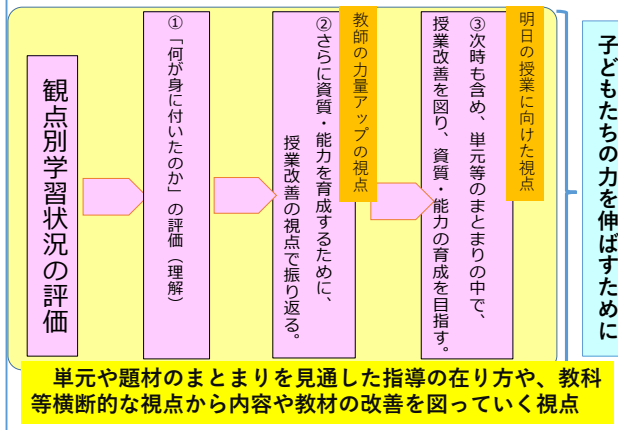 観点別学習状況の評価
①「何が身に付いたのか」の評価（理解）
教師の力量アップの視点
②さらに資質・能力を育成するために、
授業改善の視点で振り返る。
明日の授業に向けた視点
③次時も含め、単元等のまとまりの中で、
授業改善を図り、資質・能力の育成を目指す。
子どもたちの力を伸ばすために
単元や題材のまとまりを見通した指導の在り方や、教科
等横断的な視点から内容や教材の改善を図っていく視点